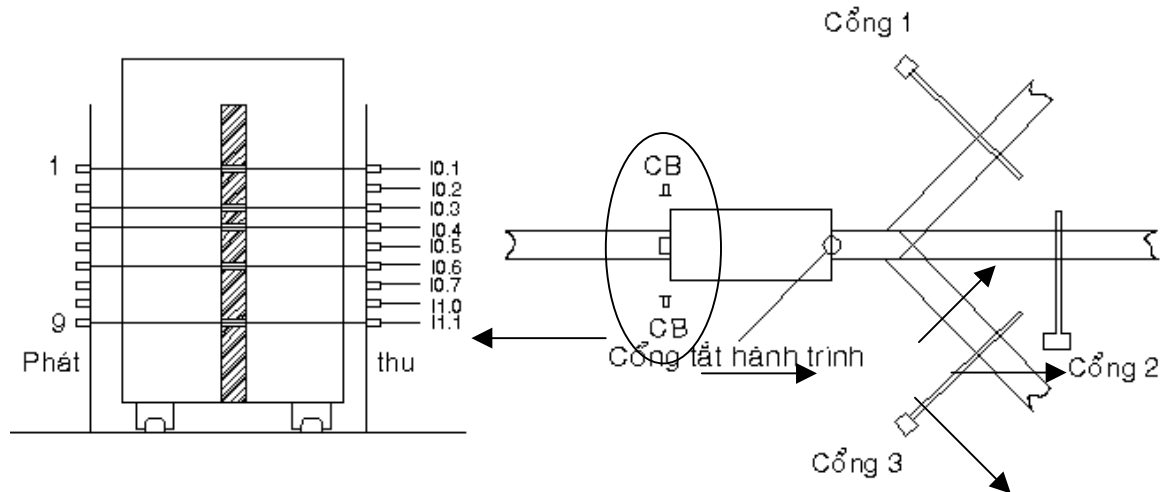 Cổng 1
1
I0.1
I0.2
I0.3
I0.4
I0.5
I0.6
I0.7
I1.0
I1.1
9
Phát
thu
CB
CB
Cổng tắt hành trình
Cổng 2
Cổng 3